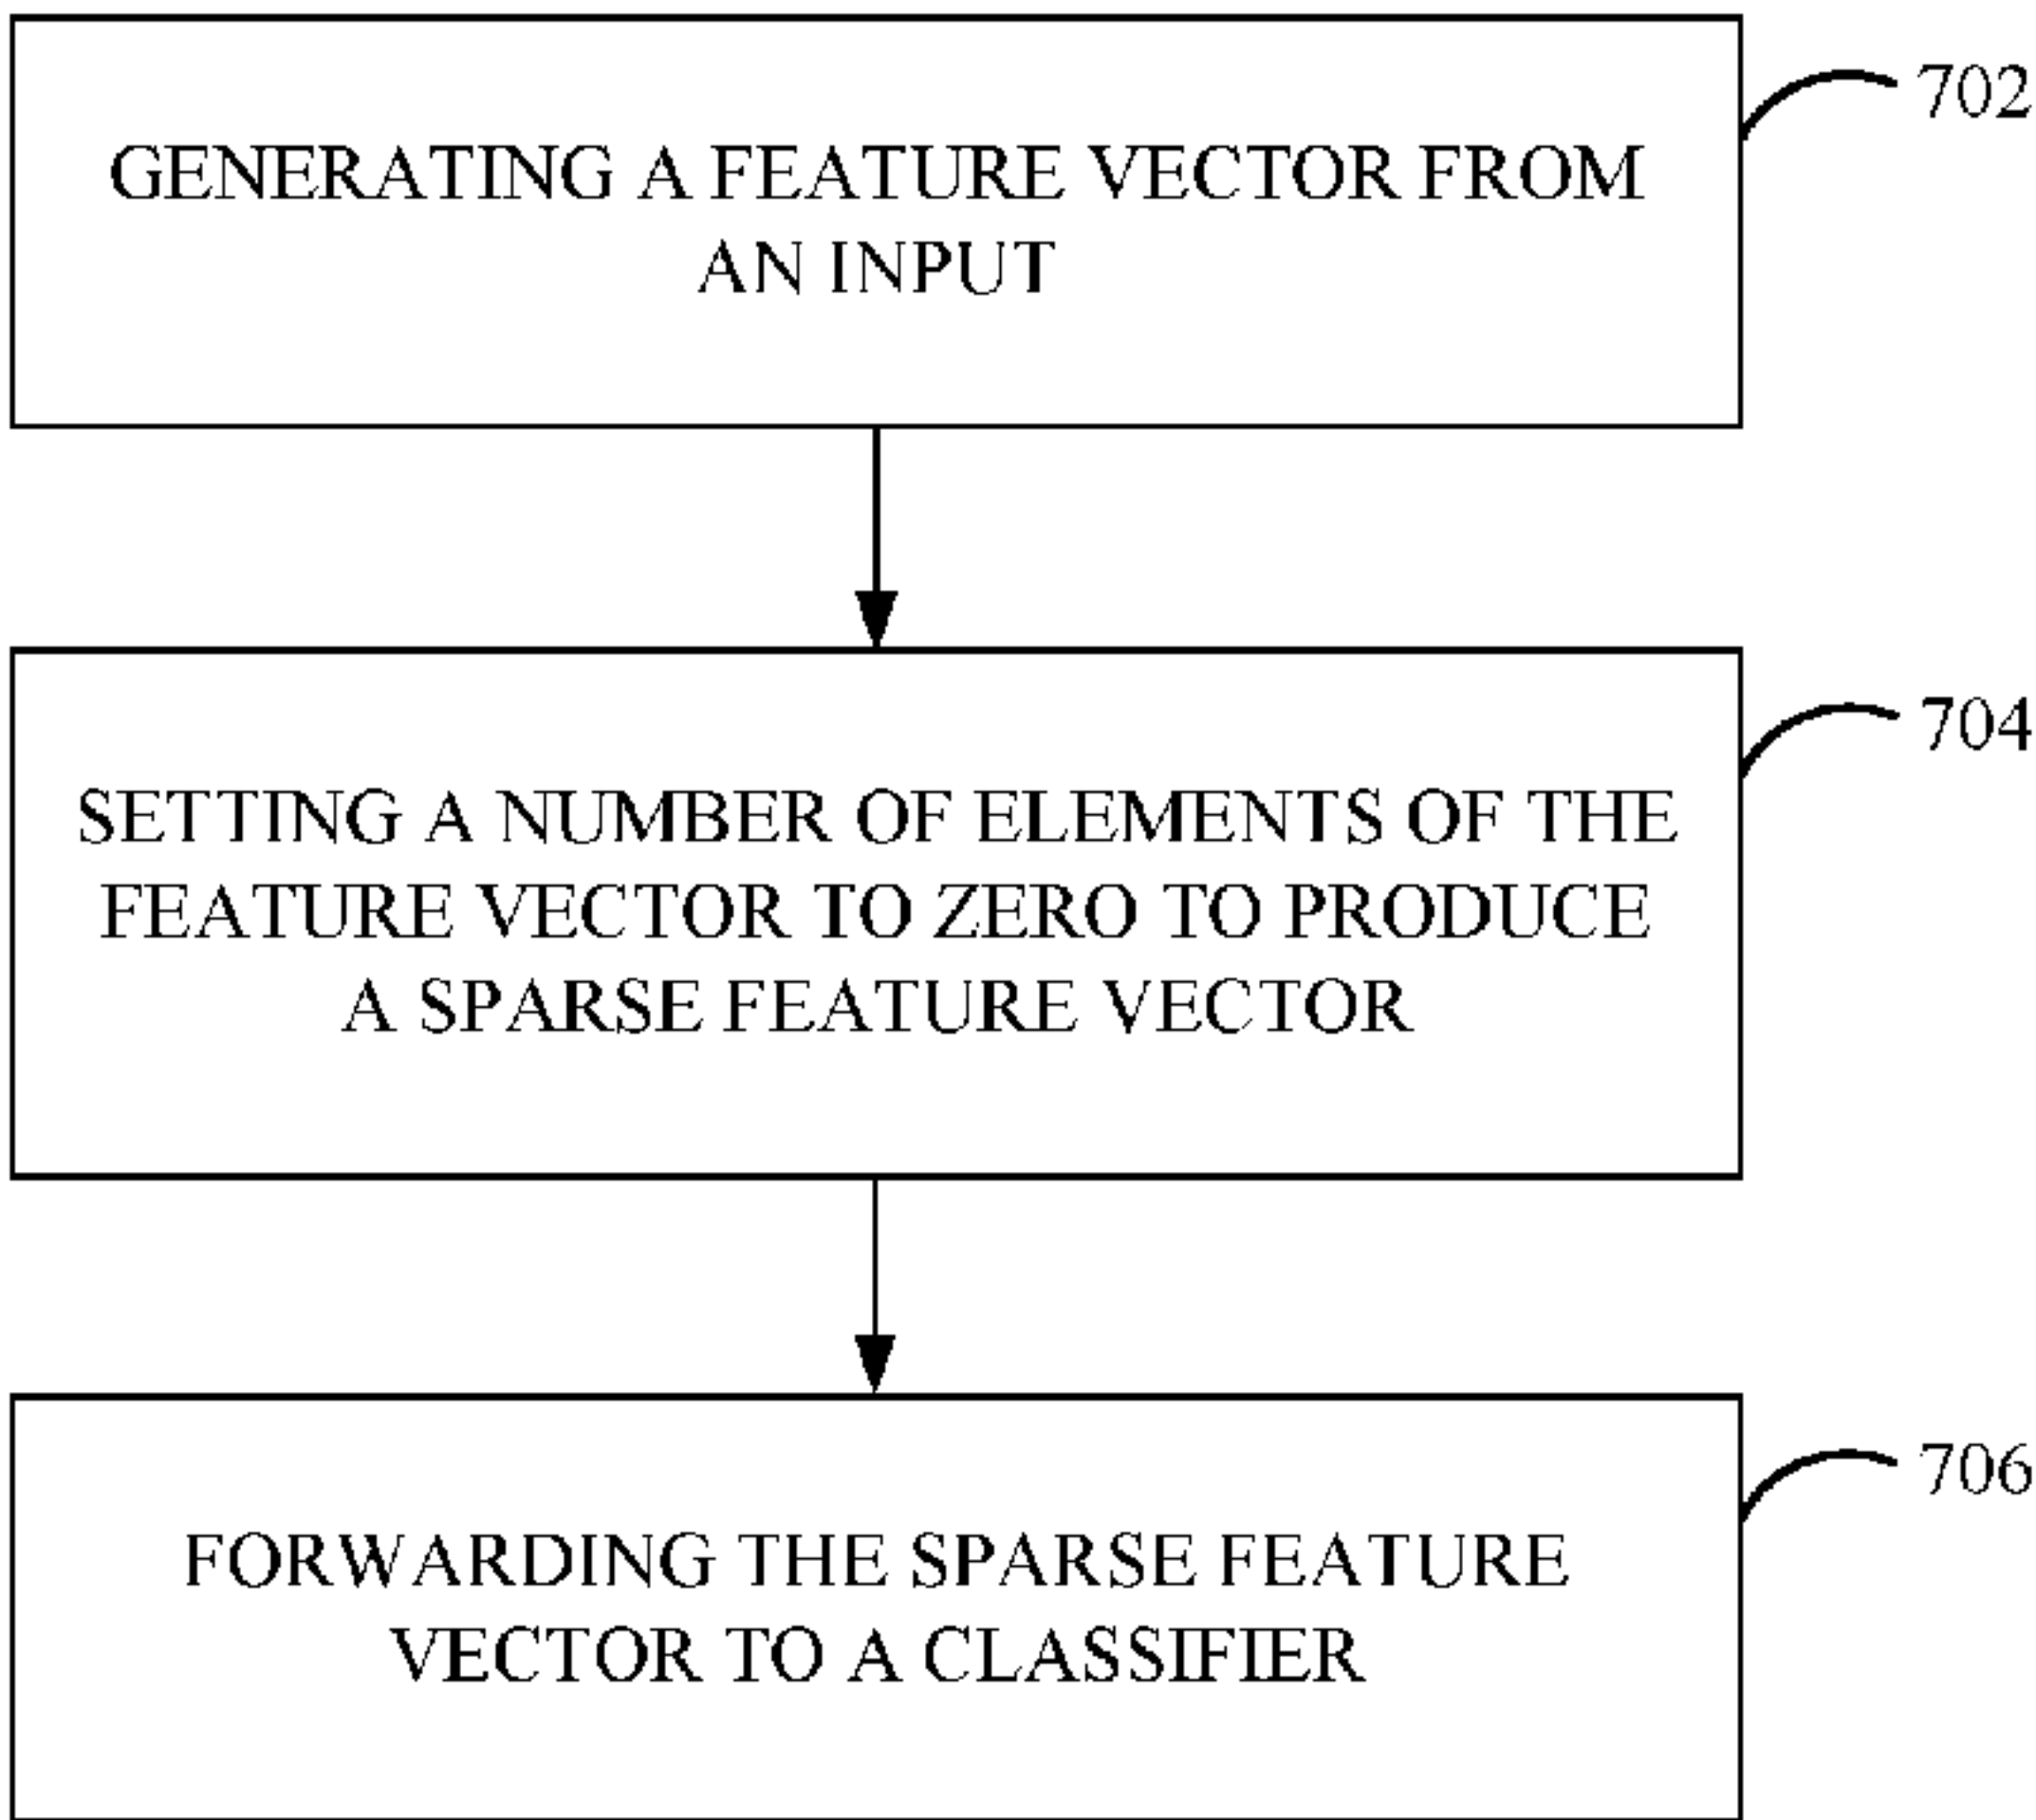 702
GENERATING A FEATURE VECTOR FROM
AN INPUT
704
SETTING A NUMBER OF ELEMENTS OF THE
FEATURE VECTOR TO ZERO TO PRODUCE
A SPARSE FEATURE VECTOR
706
FORWARDING THE SPARSE FEATURE
VECTOR TO A CLASSIFIER